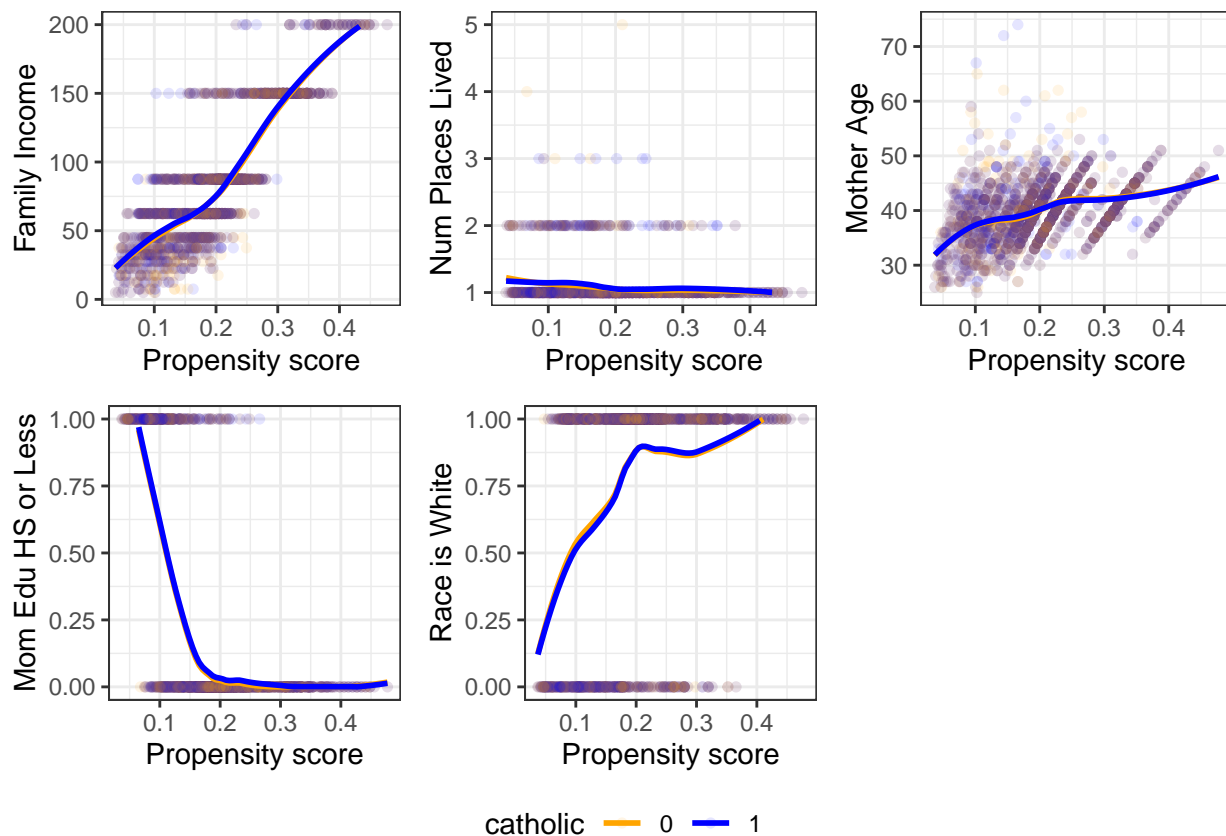 Family Income
200
150
100
50
0
0.1 0.2 0.3 0.4
Propensity score
Num Places Lived
5
4
3
2
1
0.1 0.2 0.3 0.4
Propensity score
Mother Age
70
60
50
40
30
0.1 0.2 0.3 0.4
Propensity score
Mom Edu HS or Less
1.00
0.75
0.50
0.25
0.00
0.1 0.2 0.3 0.4
Propensity score
Race is White
1.00
0.75
0.50
0.25
0.00
0.1 0.2 0.3 0.4
Propensity score
catholic 0 1